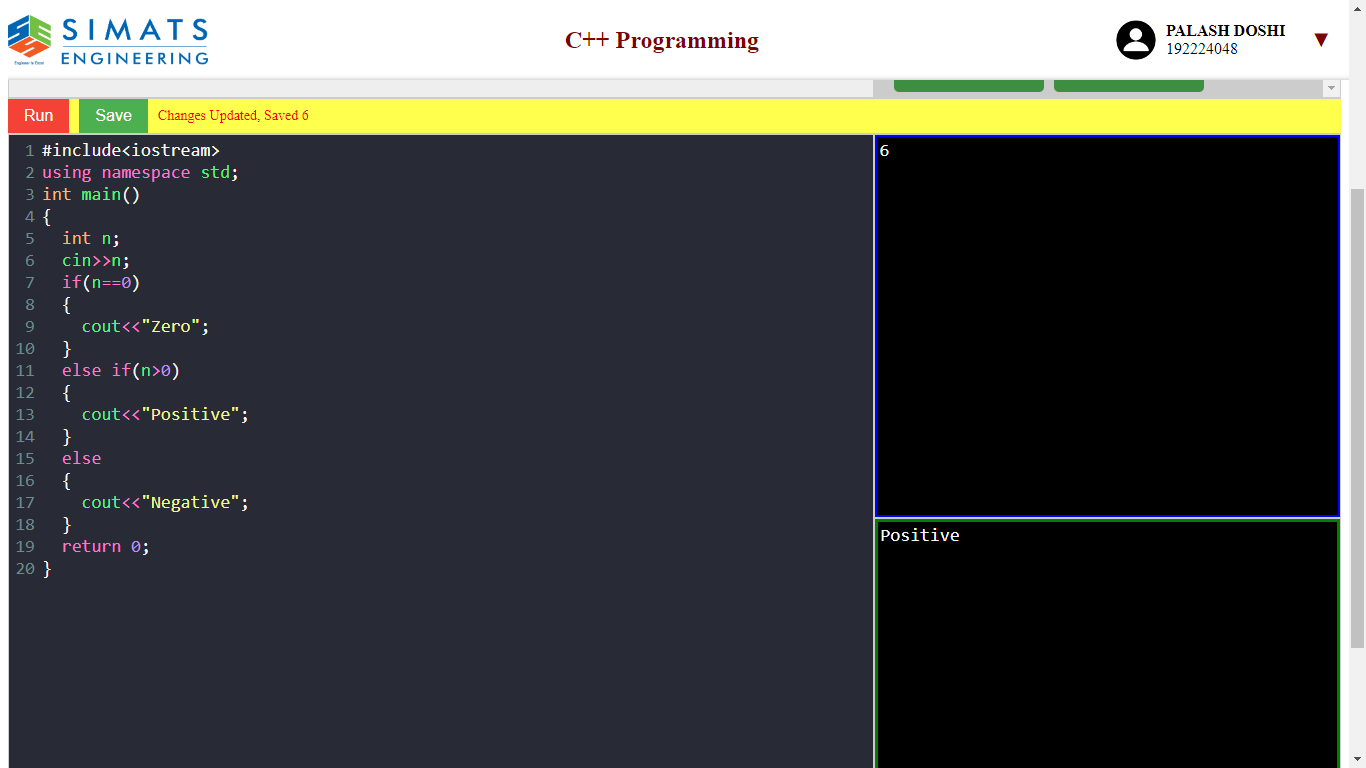 SIMATS
ENGINEERING
Engineer to Excel
C++ Programming
PALASH DOSHI
192224048
▼
Run
Save
Changes Updated, Saved 6
1 #include<iostream>
2 using namespace std;
3 int main()
4 {
5   int n;
6   cin>>n;
7   if(n==0)
8   {
9     cout<<"Zero";
10   }
11   else if(n>0)
12   {
13     cout<<"Positive";
14   }
15   else
16   {
17     cout<<"Negative";
18   }
19   return 0;
20 }
6
Positive